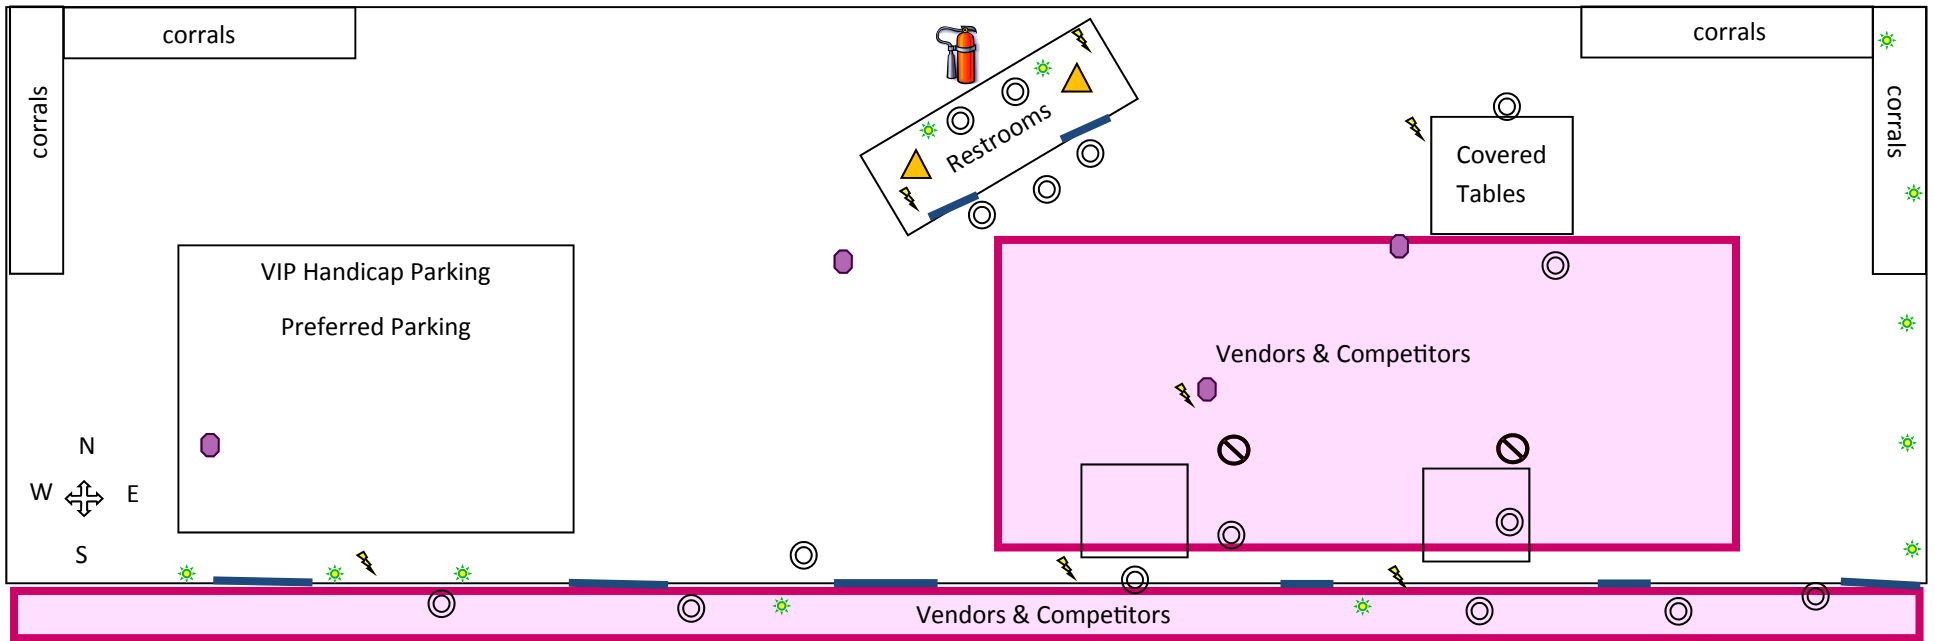 corrals
corrals
corrals
corrals
Restrooms
Covered
Tables
VIP Handicap Parking
Preferred Parking
Vendors & Competitors
N
W E
S
Vendors & Competitors